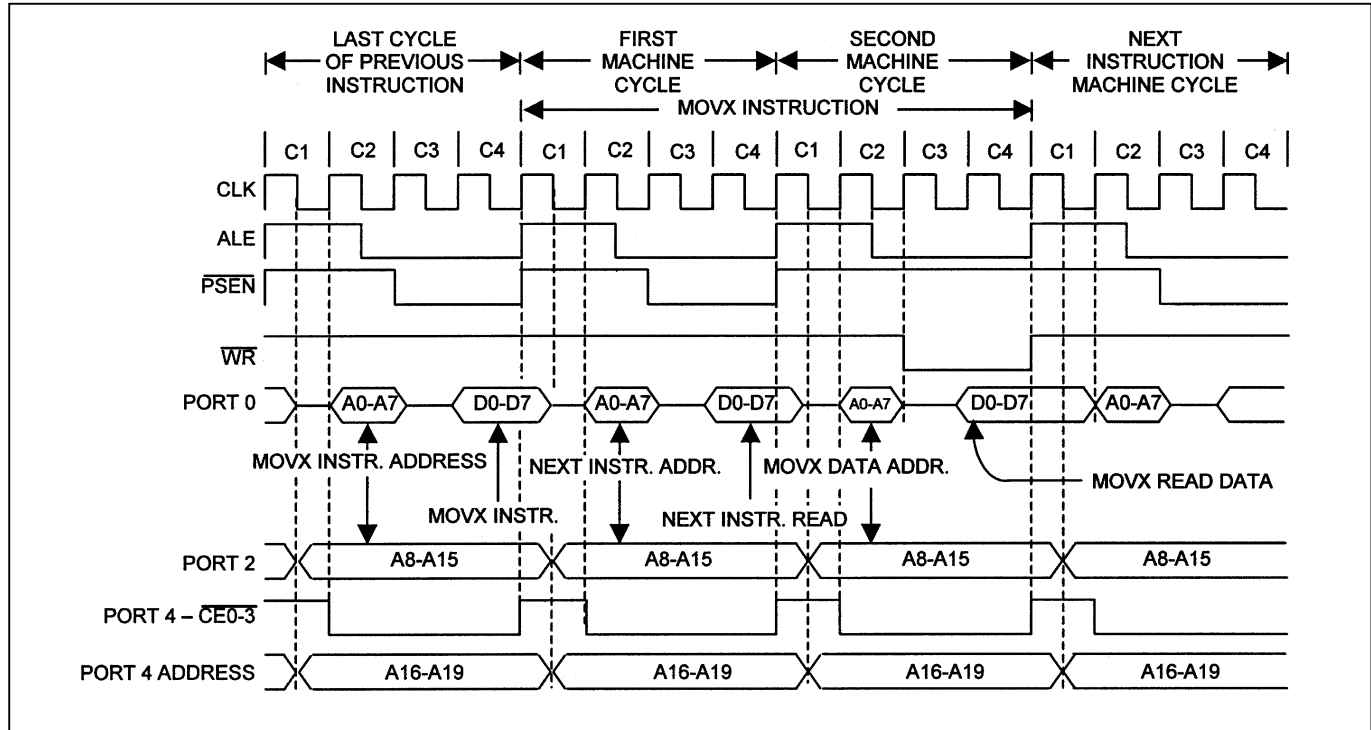 LAST CYCLE OF PREVIOUS INSTRUCTION
FIRST MACHINE CYCLE
SECOND MACHINE CYCLE
NEXT INSTRUCTION MACHINE CYCLE
MOVX INSTRUCTION
C1 C2 C3 C4 C1 C2 C3 C4 C1 C2 C3 C4 C1 C2 C3 C4
CLK
ALE
PSEN
WR
PORT 0 A0-A7 D0-D7 A0-A7 D0-D7 A0-A7 D0-D7 A0-A7
MOVX INSTR. ADDRESS
NEXT INSTR. ADDR.
MOVX DATA ADDR.
MOVX READ DATA
MOVX INSTR.
NEXT INSTR. READ
PORT 2 A8-A15 A8-A15 A8-A15 A8-A15
PORT 4 – CE0-3
PORT 4 ADDRESS A16-A19 A16-A19 A16-A19 A16-A19